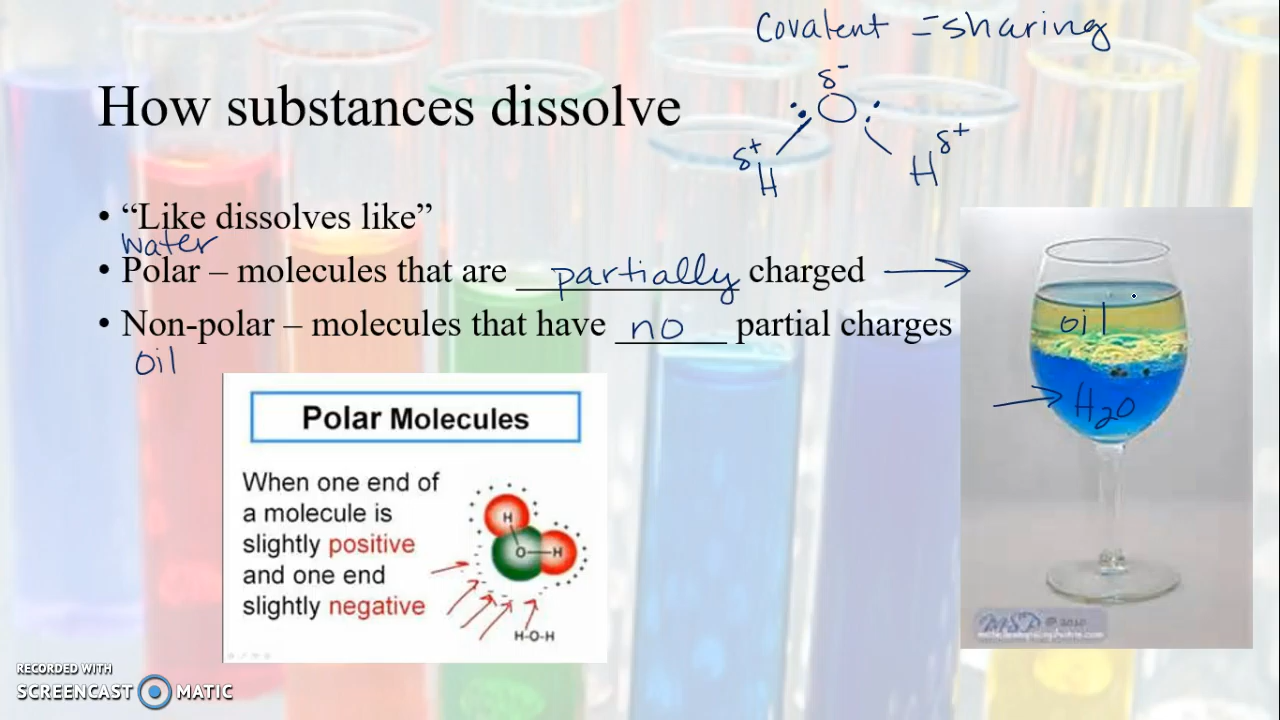 Covalent = sharing
How substances dissolve
δ-
O
δ+
H
H
δ+
• “Like dissolves like”
water
• Polar – molecules that are partially charged
• Non-polar – molecules that have no partial charges
oil
oil
H2O
Polar Molecules
When one end of
a molecule is
slightly positive
and one end
slightly negative
H
O—H
H-O-H
MSP © 2010
RECORDED WITH
SCREENCAST MATIC